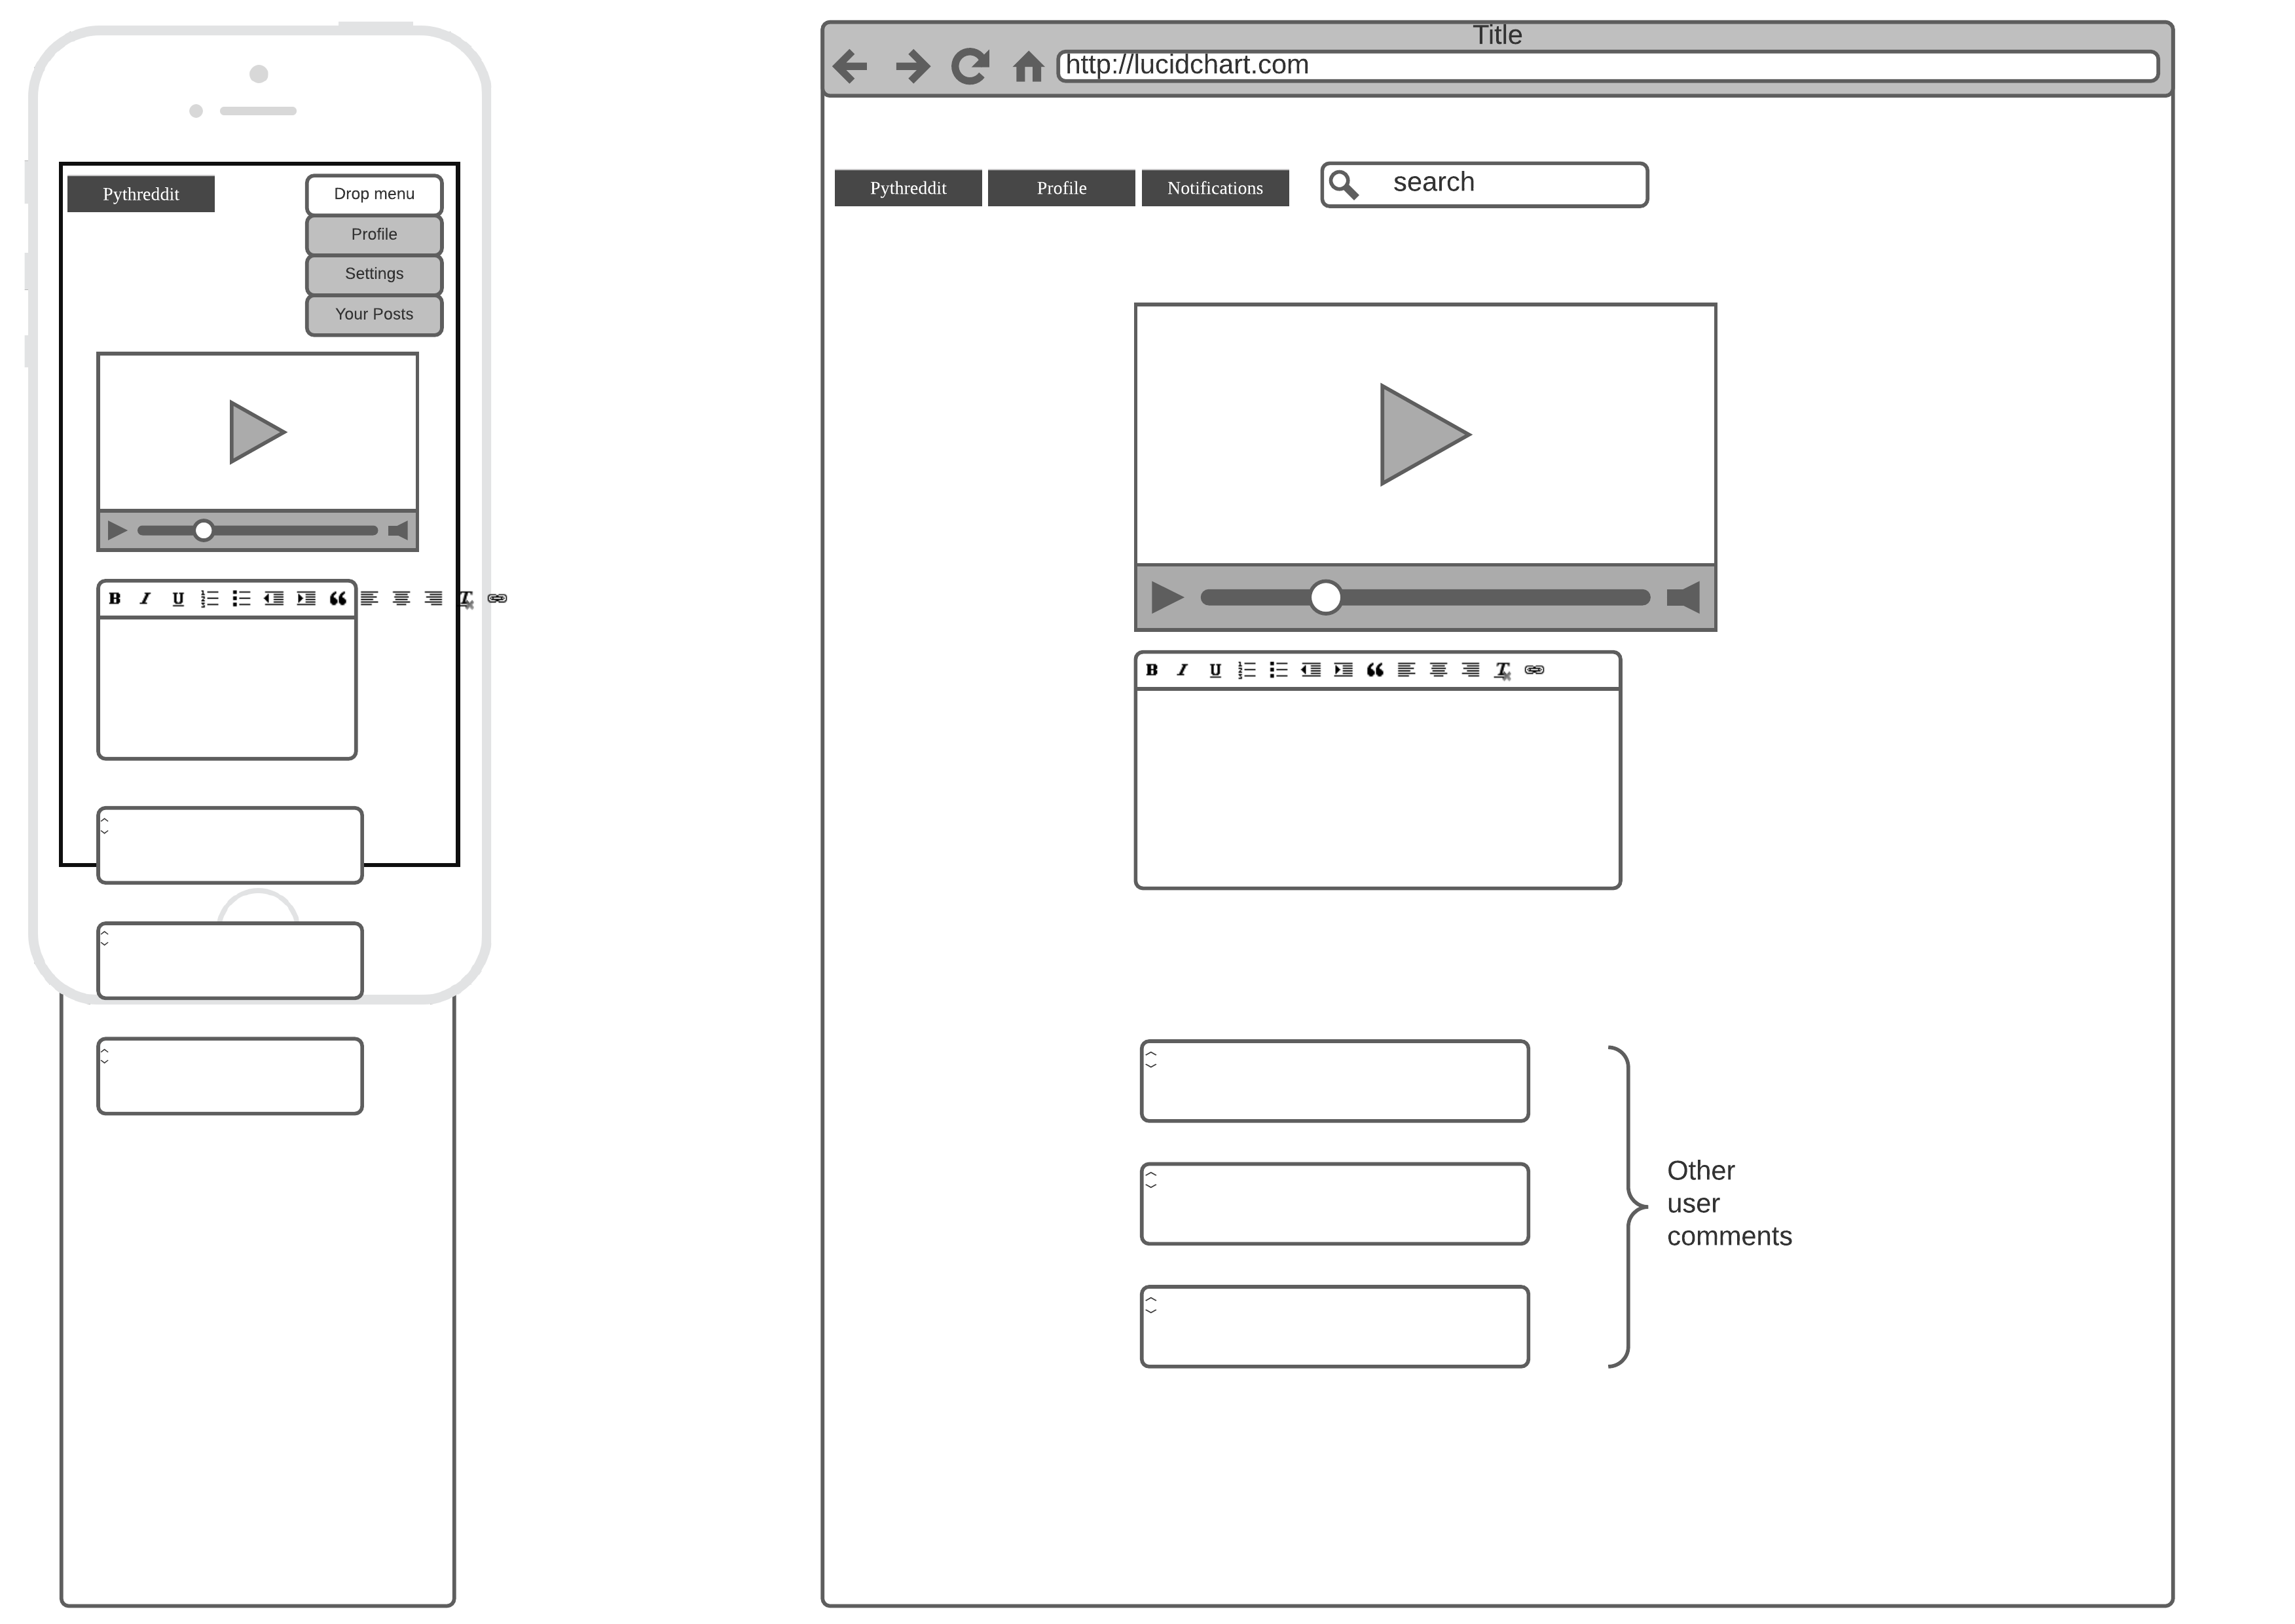 Pythreddit
Drop menu
Profile
Settings
Your Posts
B I U
Title
http://lucidchart.com
Pythreddit Profile Notifications search
B I U
Other
user
comments